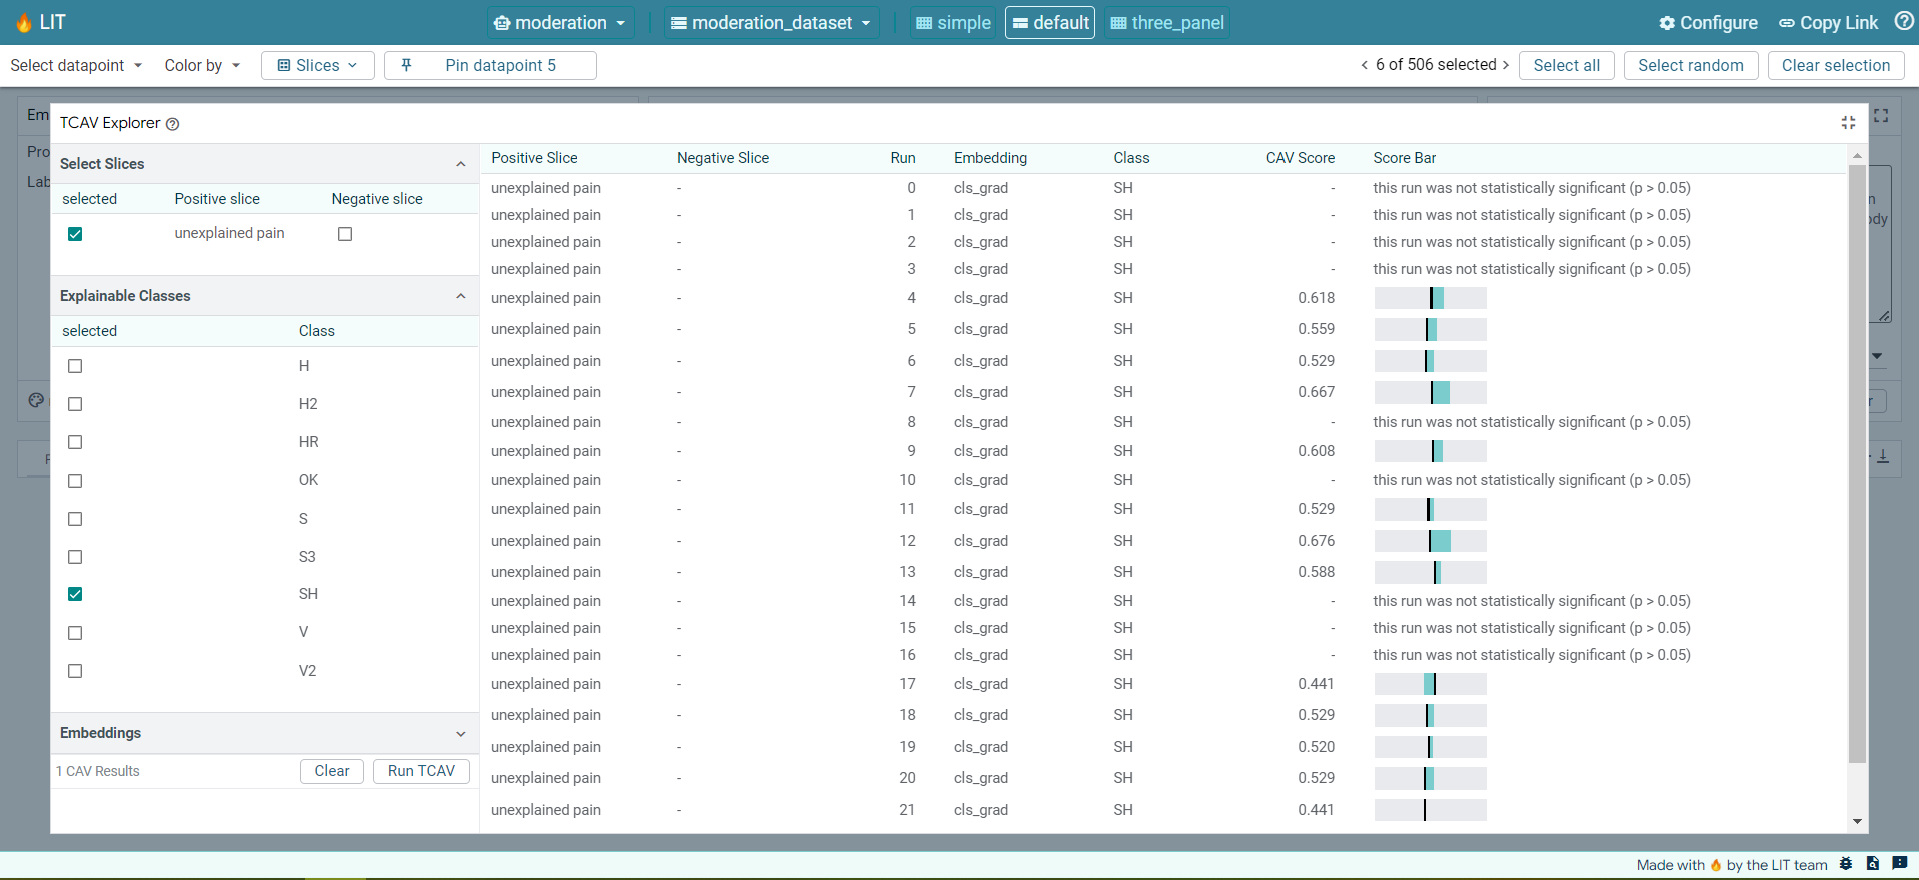 LIT moderation moderation_dataset simple default three_panel Configure Copy Link
Select datapoint Color by Slices Pin datapoint 5 6 of 506 selected Select all Select random Clear selection
Em
TCAV Explorer
Pro
Lab
Select Slices
selected Positive slice Negative slice
unexplained pain
Explainable Classes
selected Class
H
H2
HR
OK
S
S3
SH
V
V2
Embeddings
1 CAV Results Clear Run TCAV
Positive Slice Negative Slice Run Embedding Class CAV Score Score Bar
unexplained pain - 0 cls_grad SH - this run was not statistically significant (p > 0.05)
unexplained pain - 1 cls_grad SH - this run was not statistically significant (p > 0.05)
unexplained pain - 2 cls_grad SH - this run was not statistically significant (p > 0.05)
unexplained pain - 3 cls_grad SH - this run was not statistically significant (p > 0.05)
unexplained pain - 4 cls_grad SH 0.618
unexplained pain - 5 cls_grad SH 0.559
unexplained pain - 6 cls_grad SH 0.529
unexplained pain - 7 cls_grad SH 0.667
unexplained pain - 8 cls_grad SH - this run was not statistically significant (p > 0.05)
unexplained pain - 9 cls_grad SH 0.608
unexplained pain - 10 cls_grad SH - this run was not statistically significant (p > 0.05)
unexplained pain - 11 cls_grad SH 0.529
unexplained pain - 12 cls_grad SH 0.676
unexplained pain - 13 cls_grad SH 0.588
unexplained pain - 14 cls_grad SH - this run was not statistically significant (p > 0.05)
unexplained pain - 15 cls_grad SH - this run was not statistically significant (p > 0.05)
unexplained pain - 16 cls_grad SH - this run was not statistically significant (p > 0.05)
unexplained pain - 17 cls_grad SH 0.441
unexplained pain - 18 cls_grad SH 0.529
unexplained pain - 19 cls_grad SH 0.520
unexplained pain - 20 cls_grad SH 0.529
unexplained pain - 21 cls_grad SH 0.441
Made with 🔥 by the LIT team